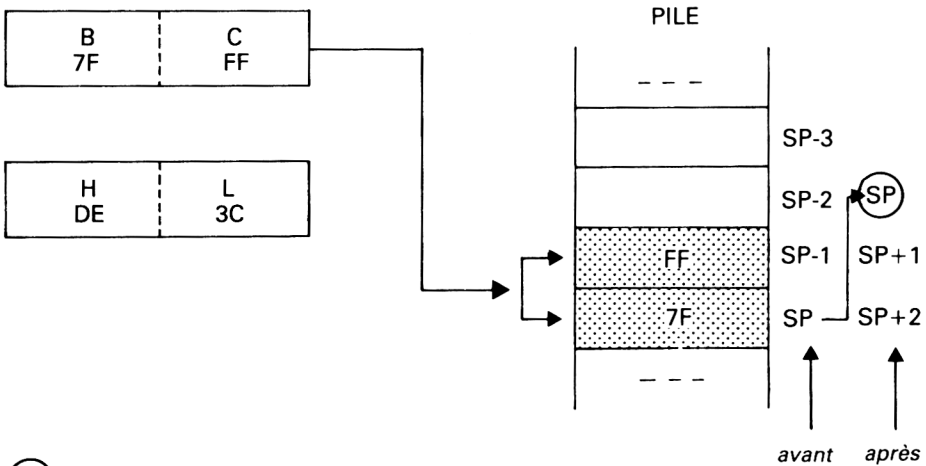 PILE
B C
7F FF
- - -
SP-3
H L
DE 3C
SP-2 SP
FF SP-1 SP+1
7F SP SP+2
- - -
avant après